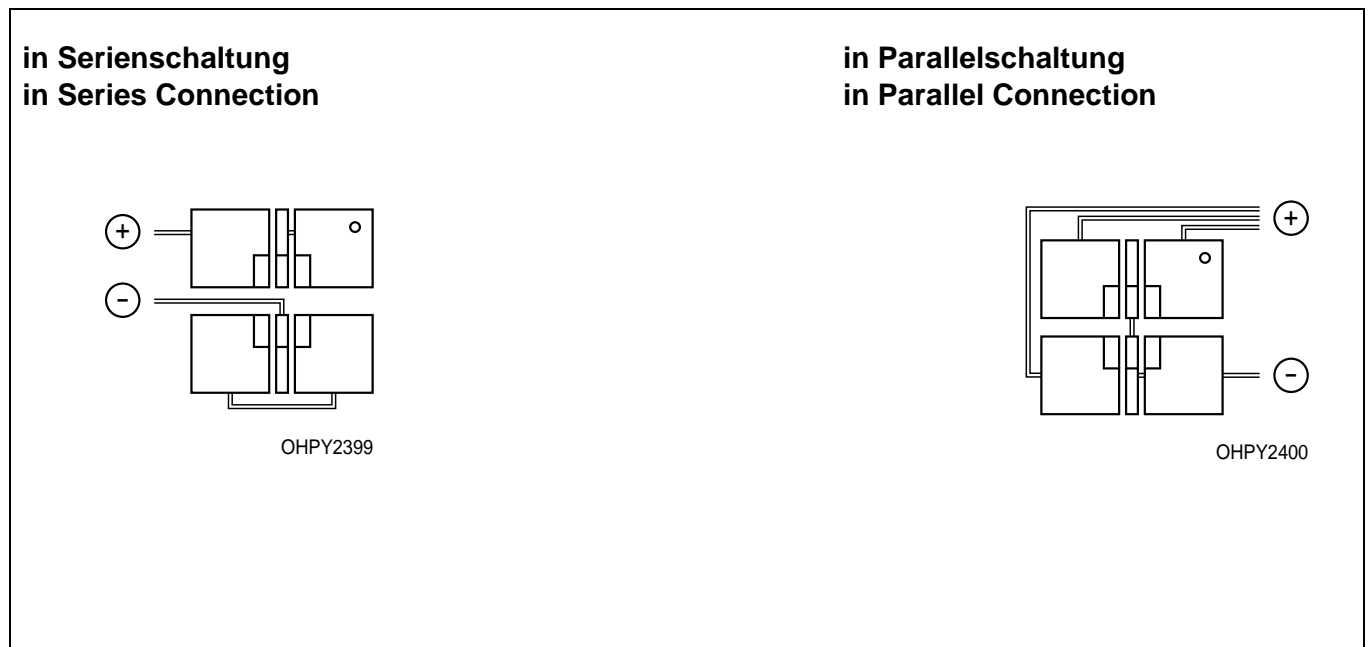 in Serienschaltung
in Series Connection
in Parallelschaltung
in Parallel Connection
+
-
OHPY2399
+
-
OHPY2400